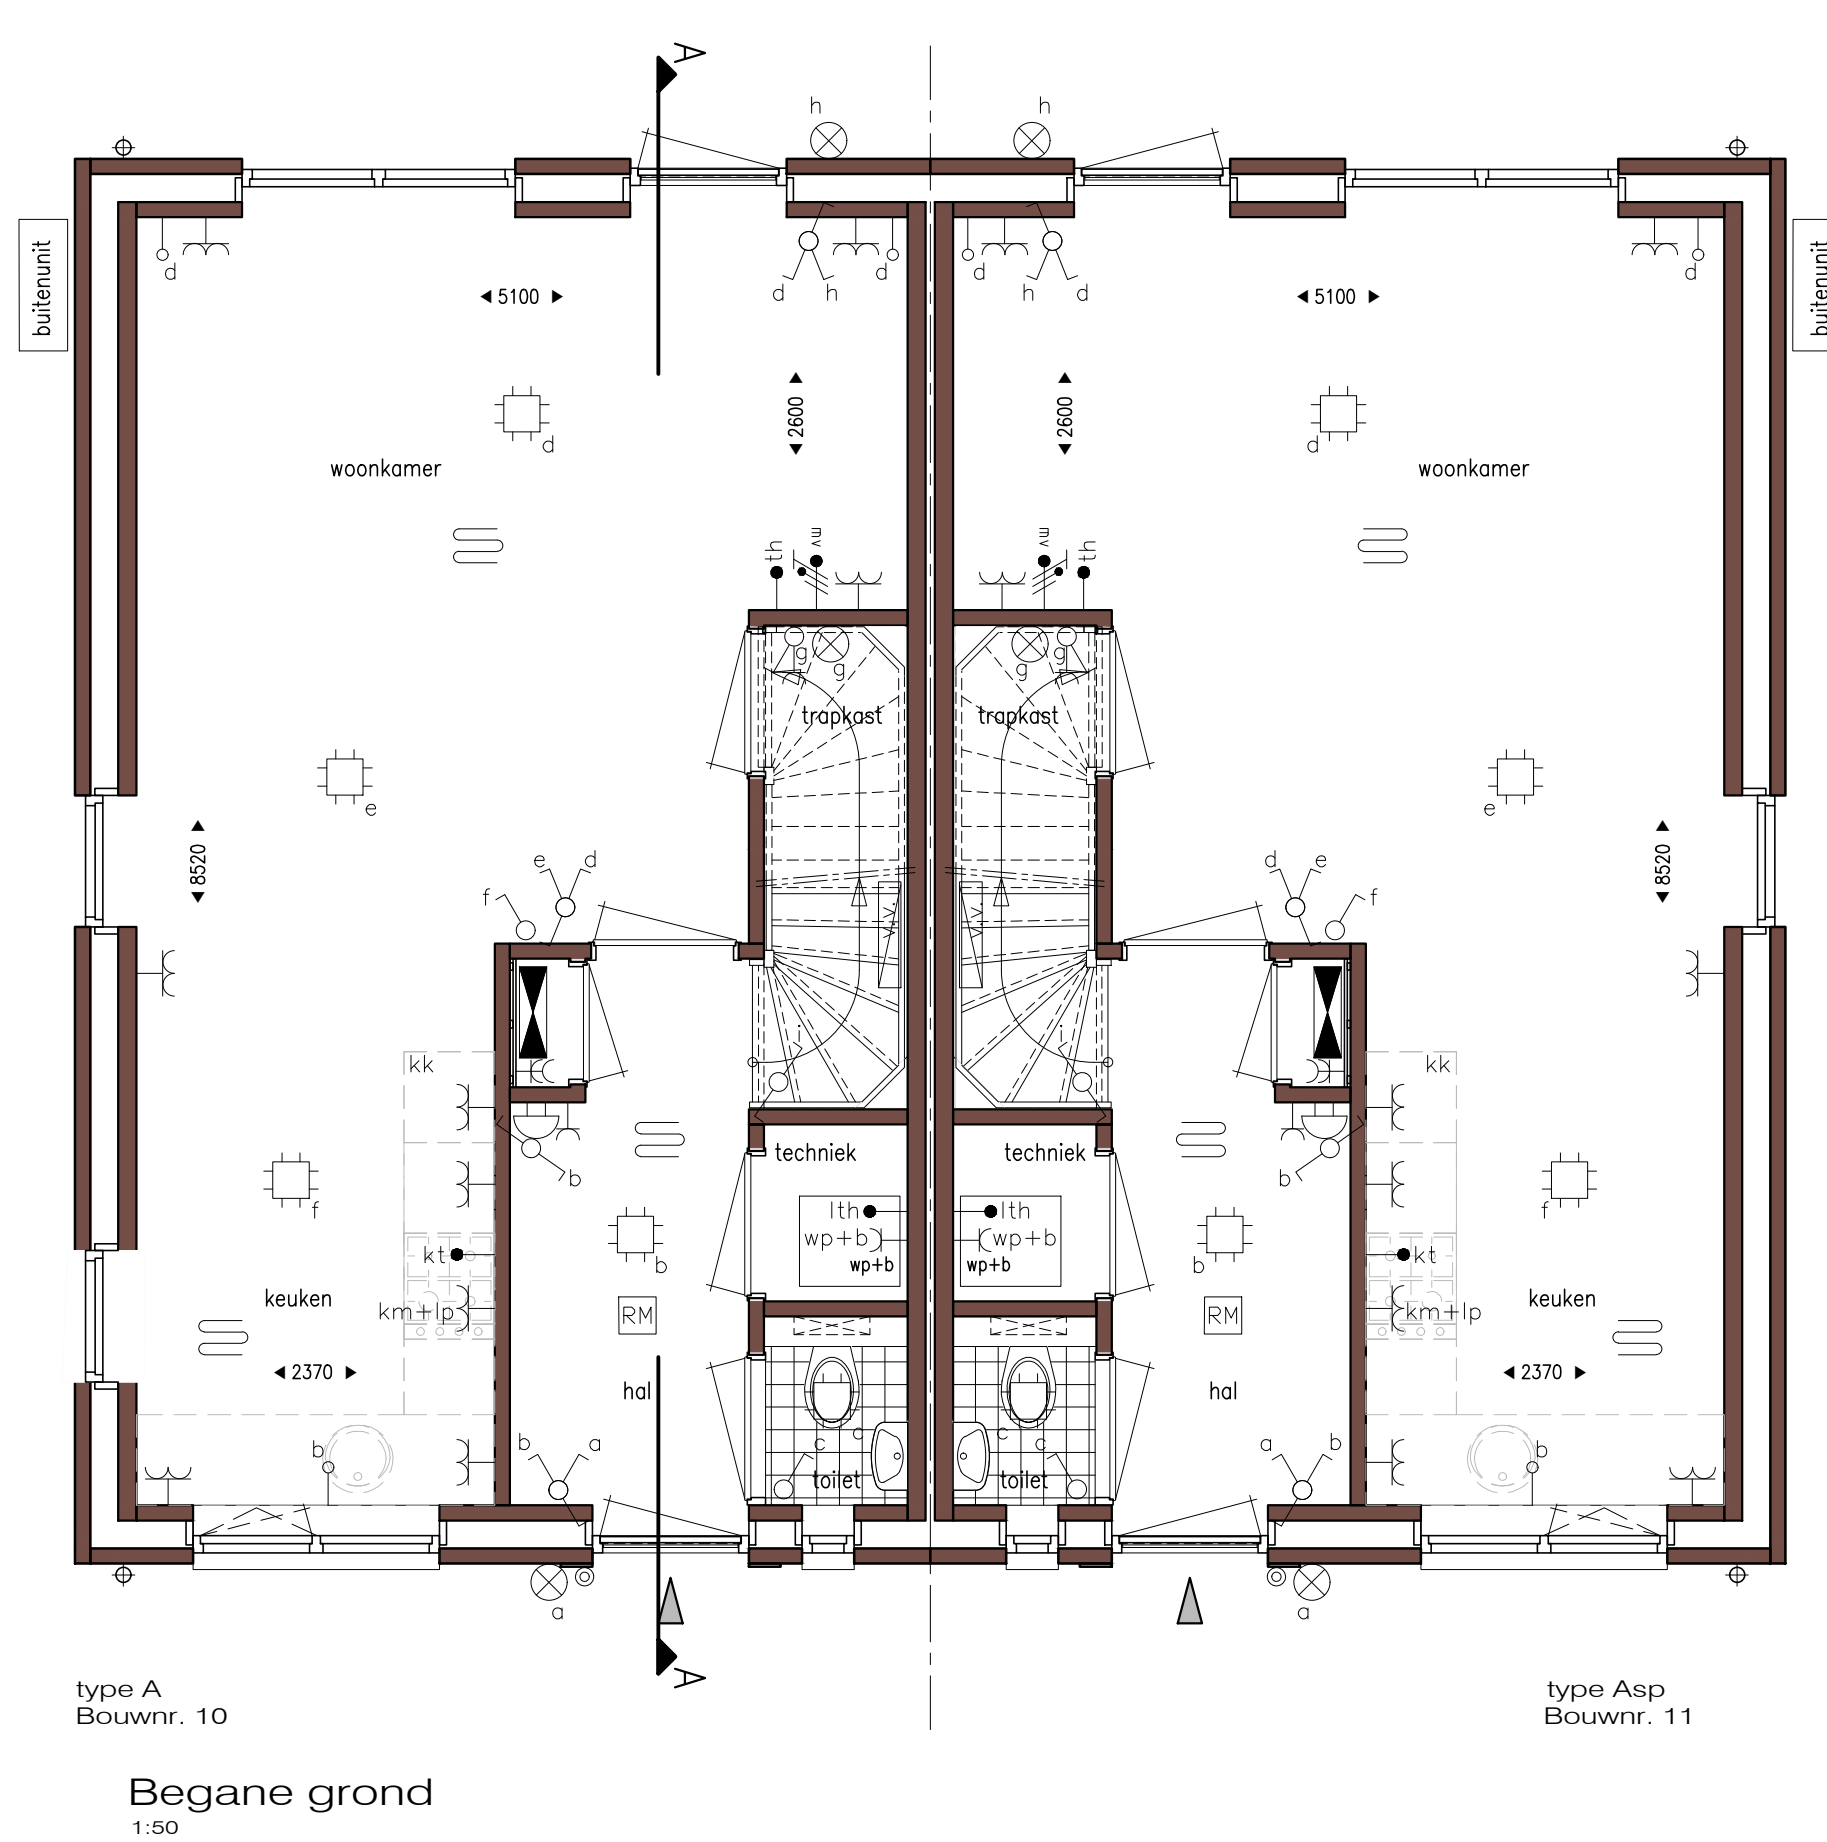 A
h
h
buitenunit
buitenunit
d
d
d
d
d
h
h
d
5100
5100
2600
2600
d
d
woonkamer
woonkamer
th
mv
mv
th
g
g
g
g
trapkast
trapkast
e
e
8520
8520
e
d
f
d
e
f
v.v.
v.v.
i
i
kk
kk
techniek
techniek
b
b
f
f
lth
lth
wp+b
wp+b
wp+b
wp+b
kt
b
b
kt
keuken
km+lp
RM
RM
km+lp
keuken
2370
2370
hal
hal
b
b
a
c
c
c
c
a
b
b
toilet
toilet
a
a
A
type A
Bouwnr. 10
type Asp
Bouwnr. 11
Begane grond
1:50